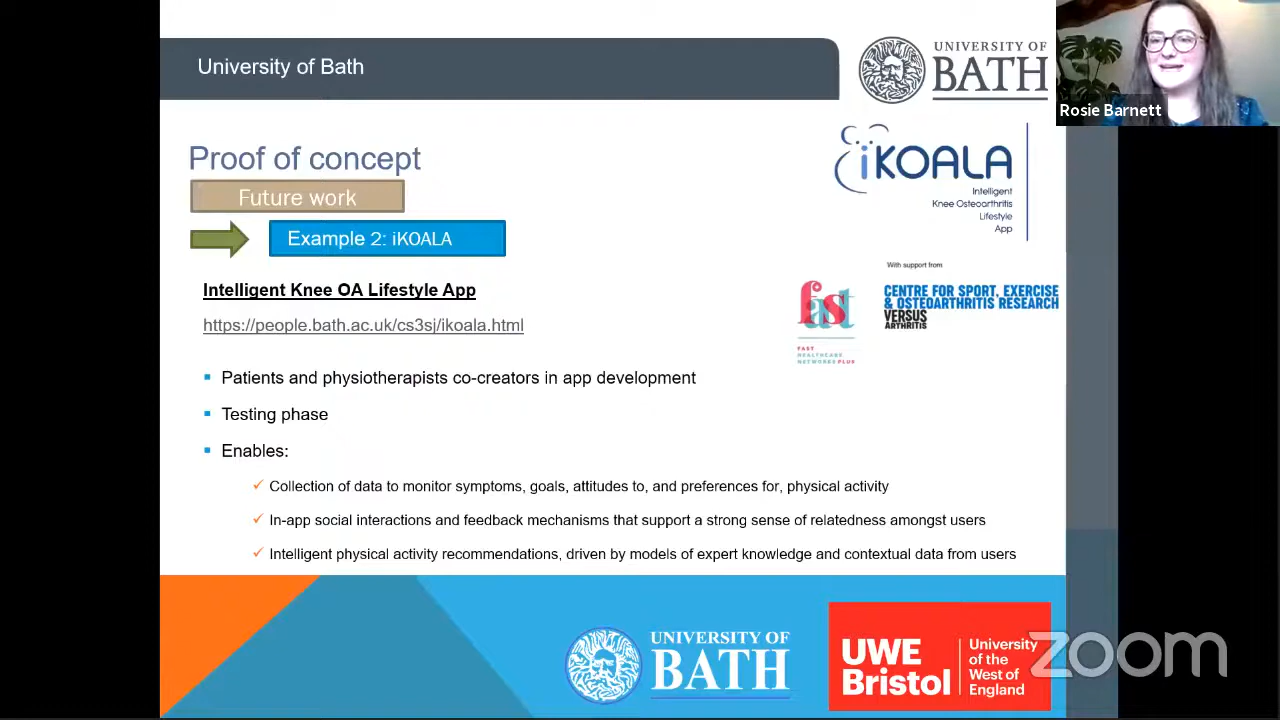 University of Bath
UNIVERSITY OF
BATH
Rosie Barnett
Proof of concept
iKOALA
Intelligent
Knee Osteoarthritis
Lifestyle
App
Future work
Example 2: iKOALA
With support from
Intelligent Knee OA Lifestyle App
fast
FAST
HEALTHCARE
NETWORKS PLUS
CENTRE FOR SPORT, EXERCISE
& OSTEOARTHRITIS RESEARCH
VERSUS
ARTHRITIS
https://people.bath.ac.uk/cs3sj/ikoala.html
Patients and physiotherapists co-creators in app development
Testing phase
Enables:
Collection of data to monitor symptoms, goals, attitudes to, and preferences for, physical activity
In-app social interactions and feedback mechanisms that support a strong sense of relatedness amongst users
Intelligent physical activity recommendations, driven by models of expert knowledge and contextual data from users
UNIVERSITY OF
BATH
UWE
Bristol
University
of the
West of
England
zoom